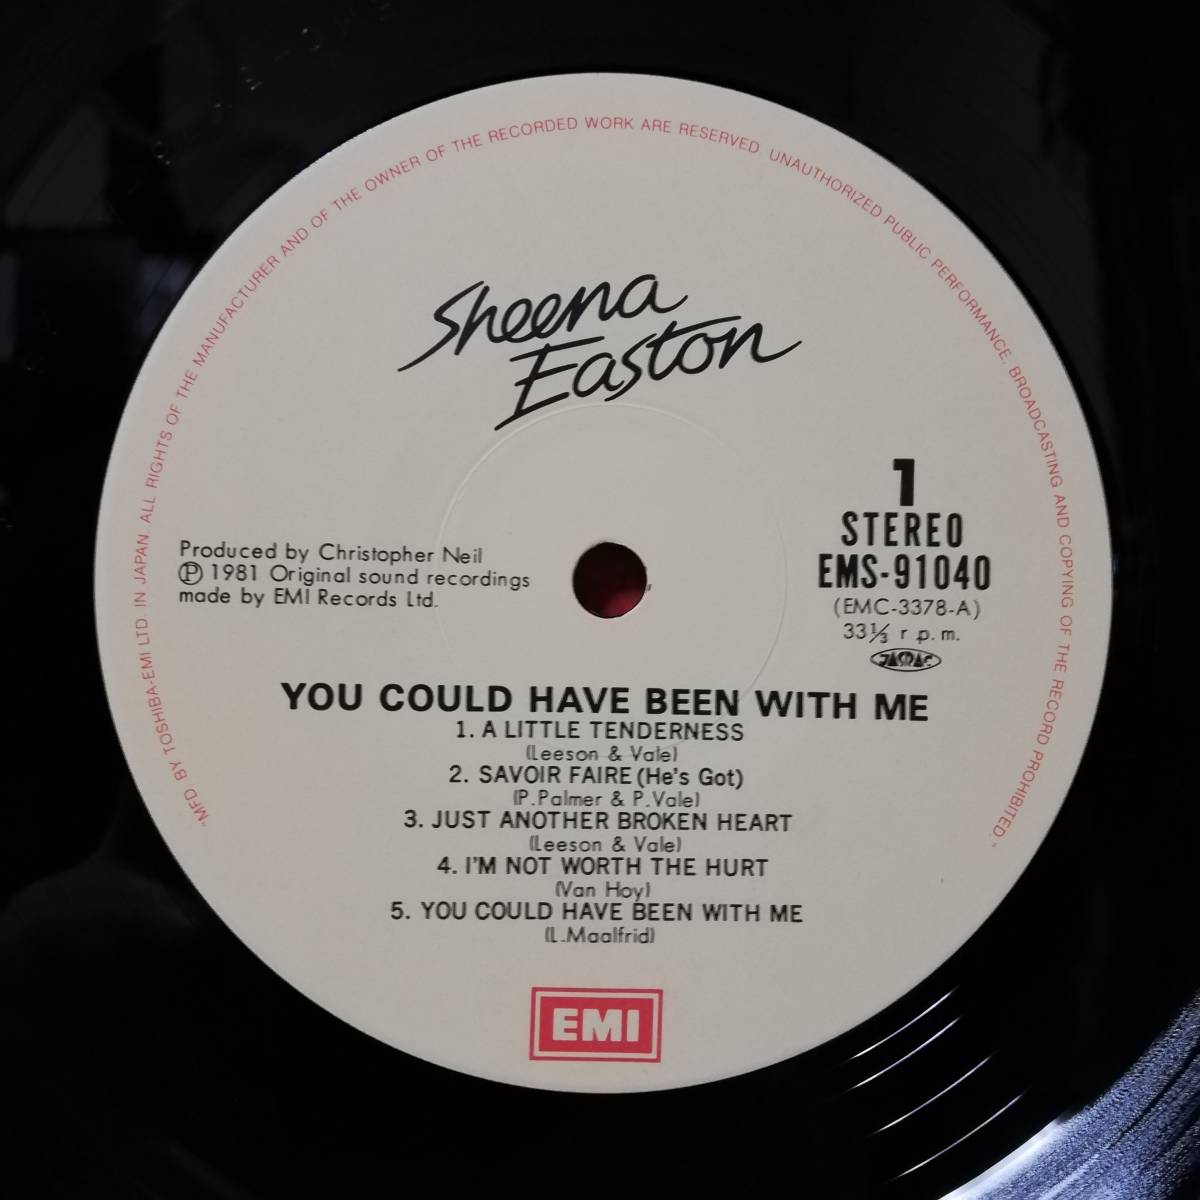 "MFD. BY TOSHIBA-EMI LTD. IN JAPAN. ALL RIGHTS OF THE MANUFACTURER AND OF THE OWNER OF THE RECORDED WORK ARE RESERVED. UNAUTHORIZED PUBLIC PERFORMANCE. BROADCASTING AND COPYING OF THE RECORD PROHIBITED."
Sheena
Easton
1
STEREO
EMS-91040
(EMC-3378-A)
33⅓ r.p.m.
JASRAC
Produced by Christopher Neil
Ⓟ 1981 Original sound recordings
made by EMI Records Ltd.
YOU COULD HAVE BEEN WITH ME
1. A LITTLE TENDERNESS
(Leeson & Vale)
2. SAVOIR FAIRE (He's Got)
(P.Palmer & P.Vale)
3. JUST ANOTHER BROKEN HEART
(Leeson & Vale)
4. I'M NOT WORTH THE HURT
(Van Hoy)
5. YOU COULD HAVE BEEN WITH ME
(L.Maalfrid)
EMI